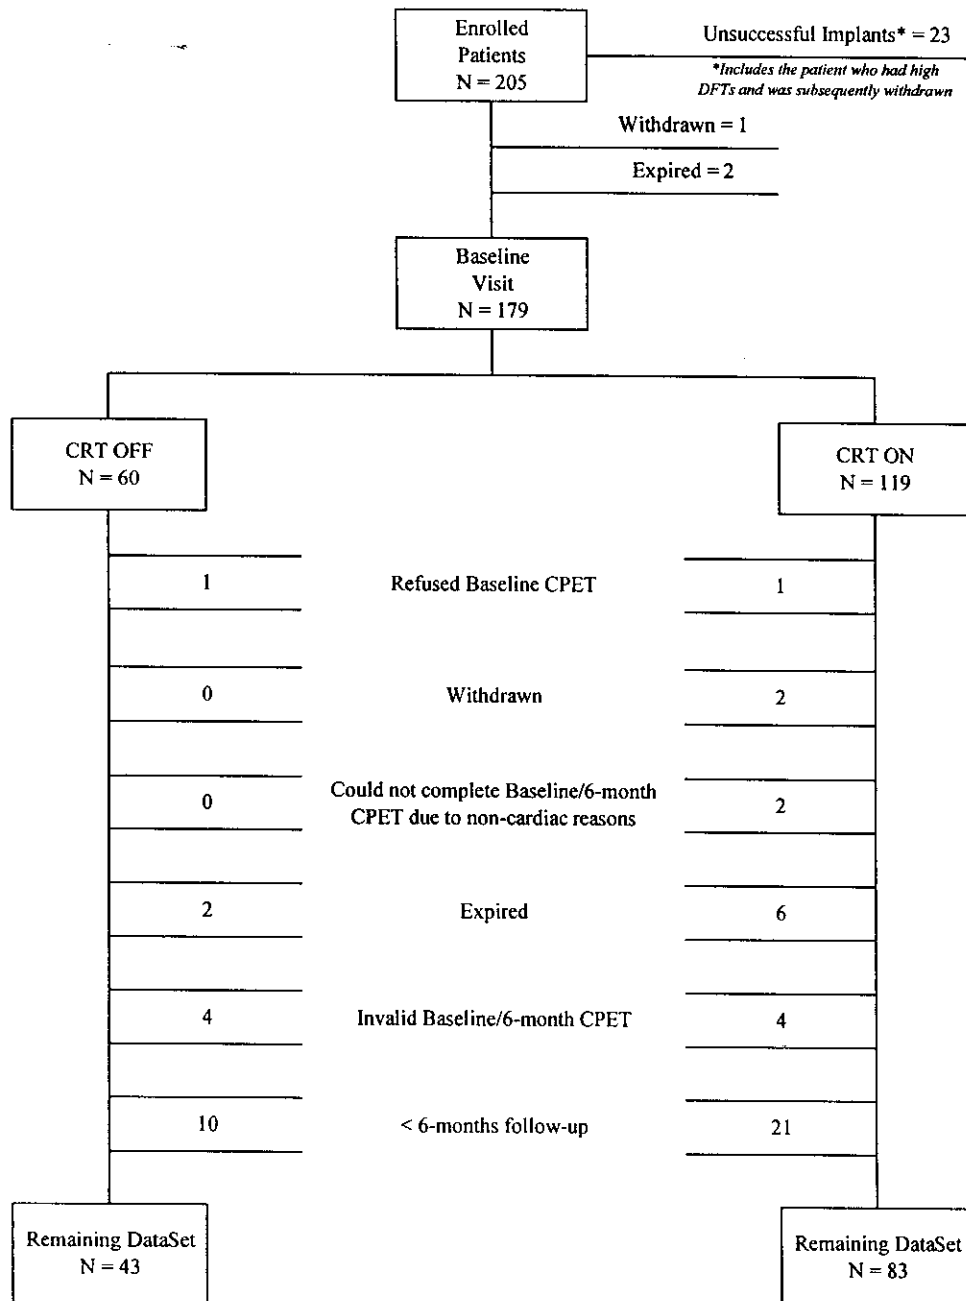 Enrolled
Patients
N = 205
Unsuccessful Implants* = 23
*Includes the patient who had high
DFTs and was subsequently withdrawn
Withdrawn = 1
Expired = 2
Baseline
Visit
N = 179
CRT OFF
N = 60
CRT ON
N = 119
1 Refused Baseline CPET 1
0 Withdrawn 2
0 Could not complete Baseline/6-month 2
CPET due to non-cardiac reasons
2 Expired 6
4 Invalid Baseline/6-month CPET 4
10 < 6-months follow-up 21
Remaining DataSet
N = 43
Remaining DataSet
N = 83